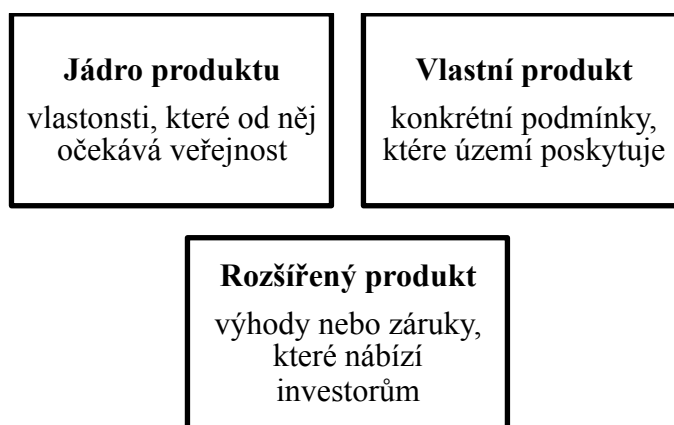 Jádro produktu
vlastonsti, které od něj
očekává veřejnost
Vlastní produkt
konkrétní podmínky,
ktére území poskytuje
Rozšířený produkt
výhody nebo záruky,
které nábízí
investorům